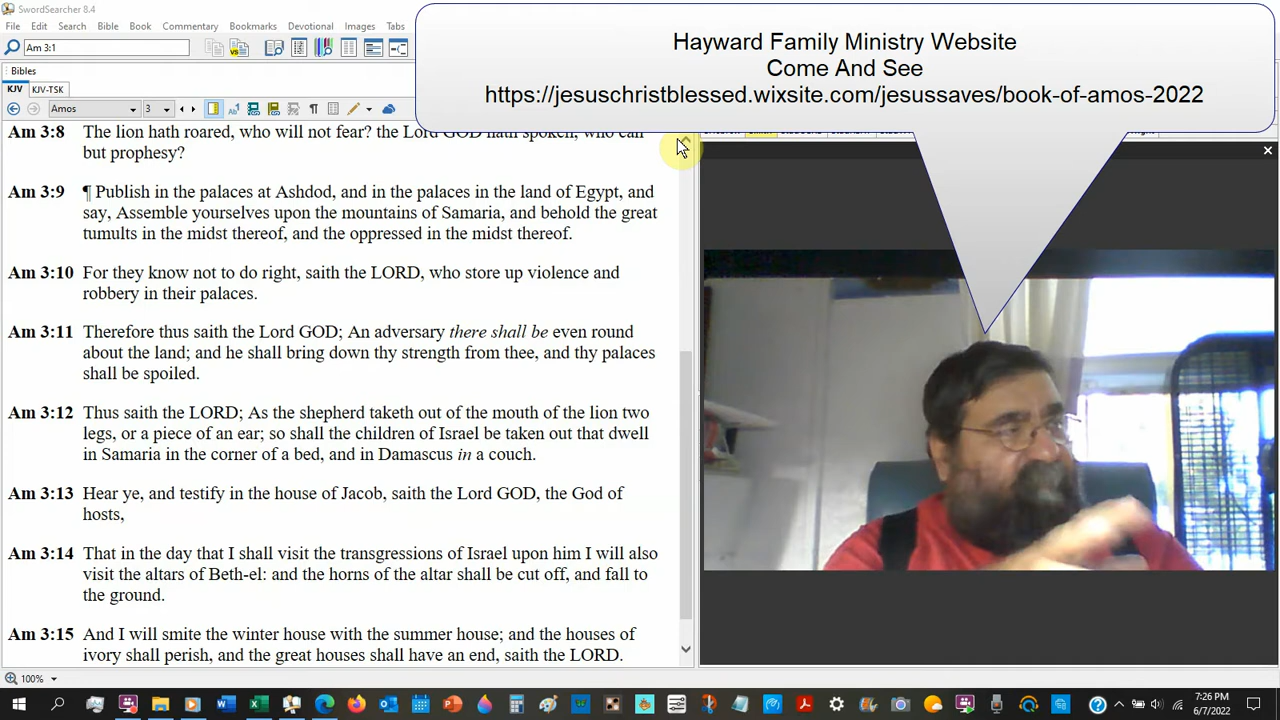 SwordSearcher 8.4
File Edit Search Bible Book Commentary Bookmarks Devotional Images Tabs
Am 3:1
Bibles
KJV KJV-TSK
Amos 3
Hayward Family Ministry Website
Come And See
https://jesuschristblessed.wixsite.com/jesussaves/book-of-amos-2022
Am 3:8 The lion hath roared, who will not fear? the Lord GOD hath spoken, who can
but prophesy?
Am 3:9 ¶ Publish in the palaces at Ashdod, and in the palaces in the land of Egypt, and
say, Assemble yourselves upon the mountains of Samaria, and behold the great
tumults in the midst thereof, and the oppressed in the midst thereof.
Am 3:10 For they know not to do right, saith the LORD, who store up violence and
robbery in their palaces.
Am 3:11 Therefore thus saith the Lord GOD; An adversary there shall be even round
about the land; and he shall bring down thy strength from thee, and thy palaces
shall be spoiled.
Am 3:12 Thus saith the LORD; As the shepherd taketh out of the mouth of the lion two
legs, or a piece of an ear; so shall the children of Israel be taken out that dwell
in Samaria in the corner of a bed, and in Damascus in a couch.
Am 3:13 Hear ye, and testify in the house of Jacob, saith the Lord GOD, the God of
hosts,
Am 3:14 That in the day that I shall visit the transgressions of Israel upon him I will also
visit the altars of Beth-el: and the horns of the altar shall be cut off, and fall to
the ground.
Am 3:15 And I will smite the winter house with the summer house; and the houses of
ivory shall perish, and the great houses shall have an end, saith the LORD.
100%
7:26 PM
6/7/2022